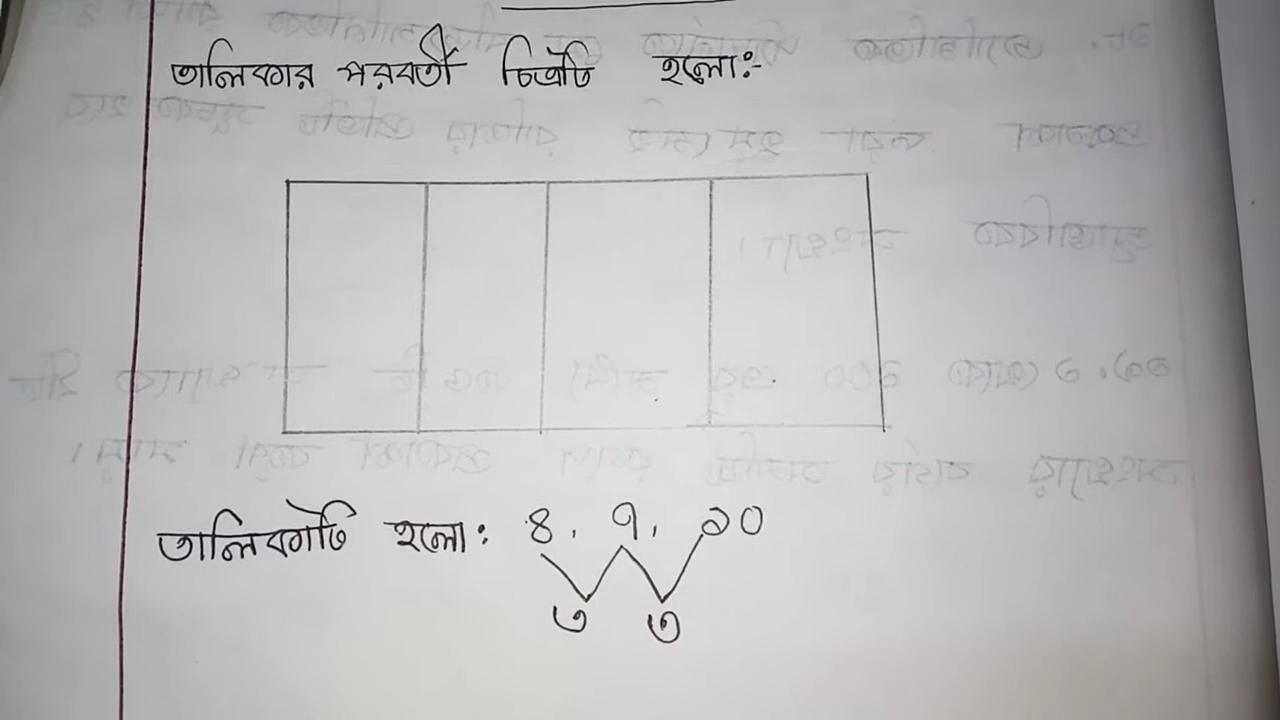 তালিকার পরবর্তী চিত্রটি হলো:-
তালিকাটি হলো: ৪, ৭, ১০
৩ ৩